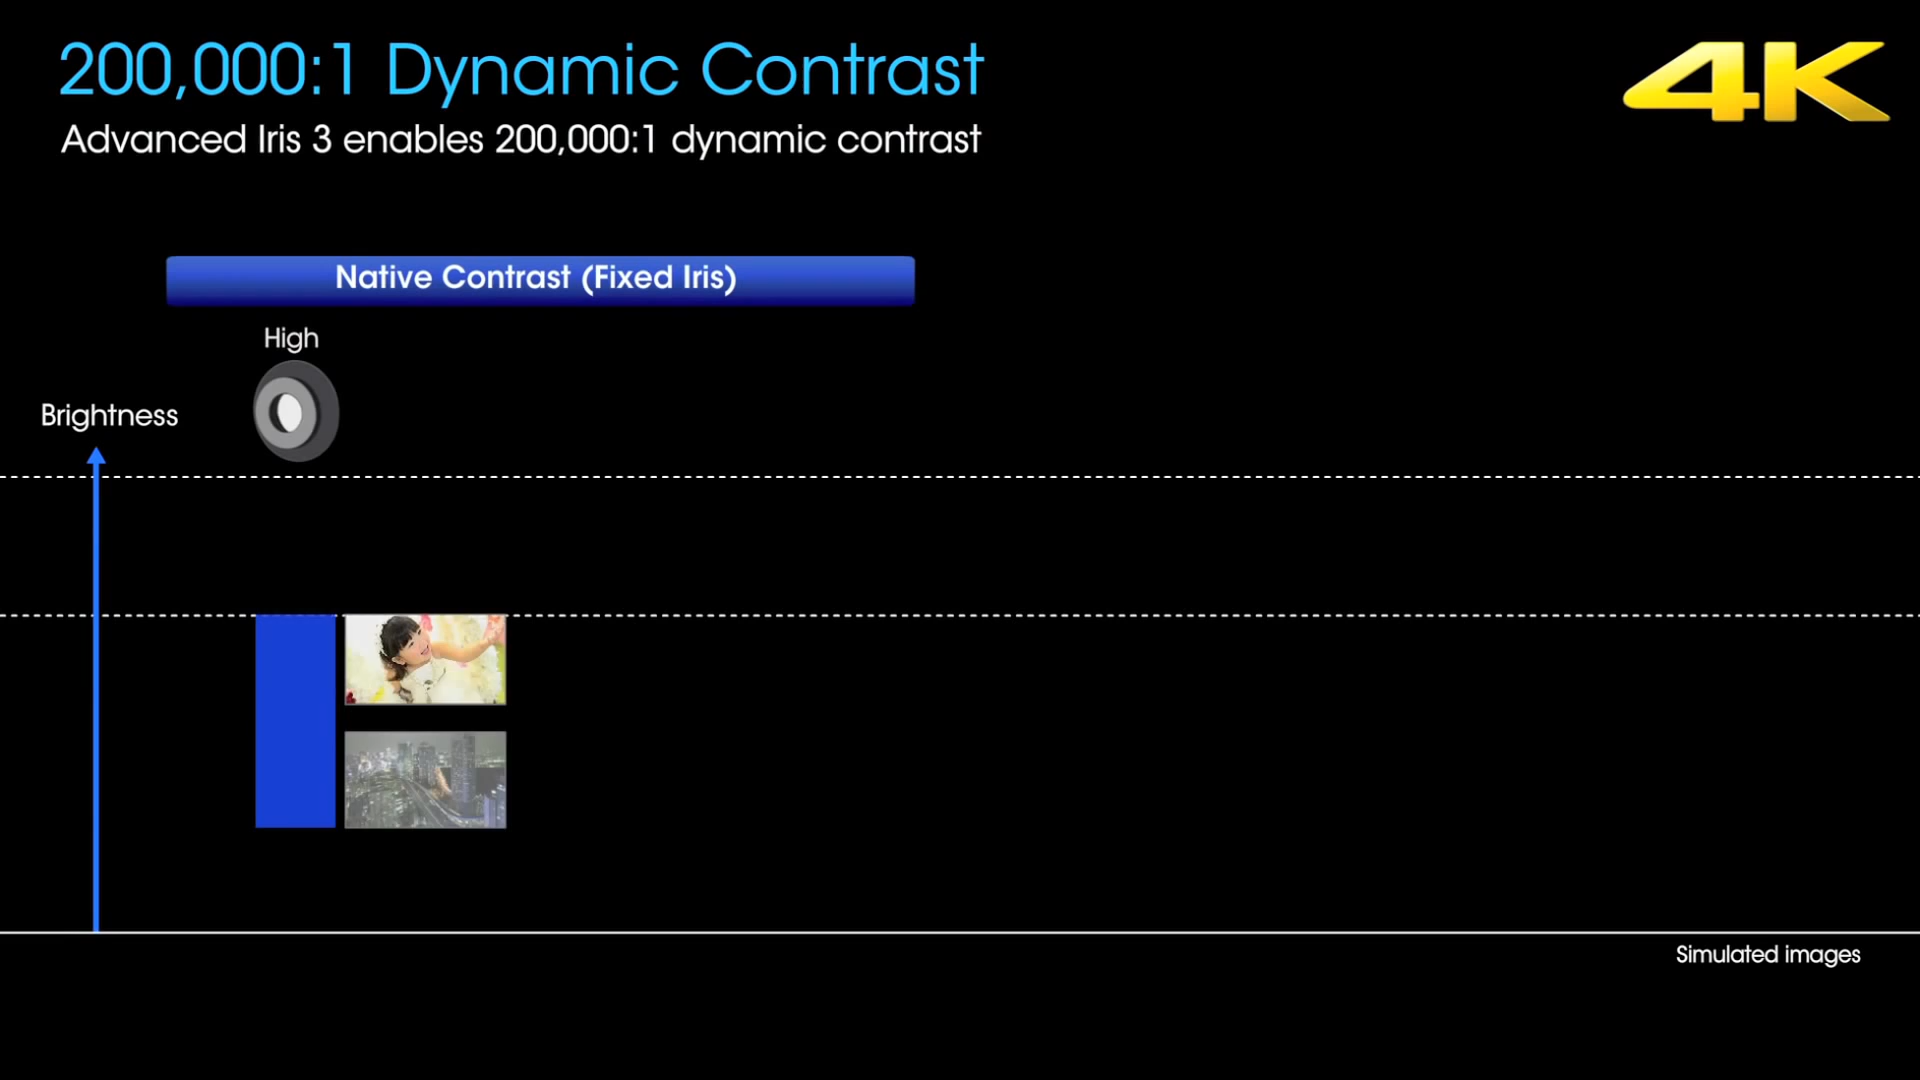 200,000:1 Dynamic Contrast
4K
Advanced Iris 3 enables 200,000:1 dynamic contrast
Native Contrast (Fixed Iris)
High
Brightness
Simulated images